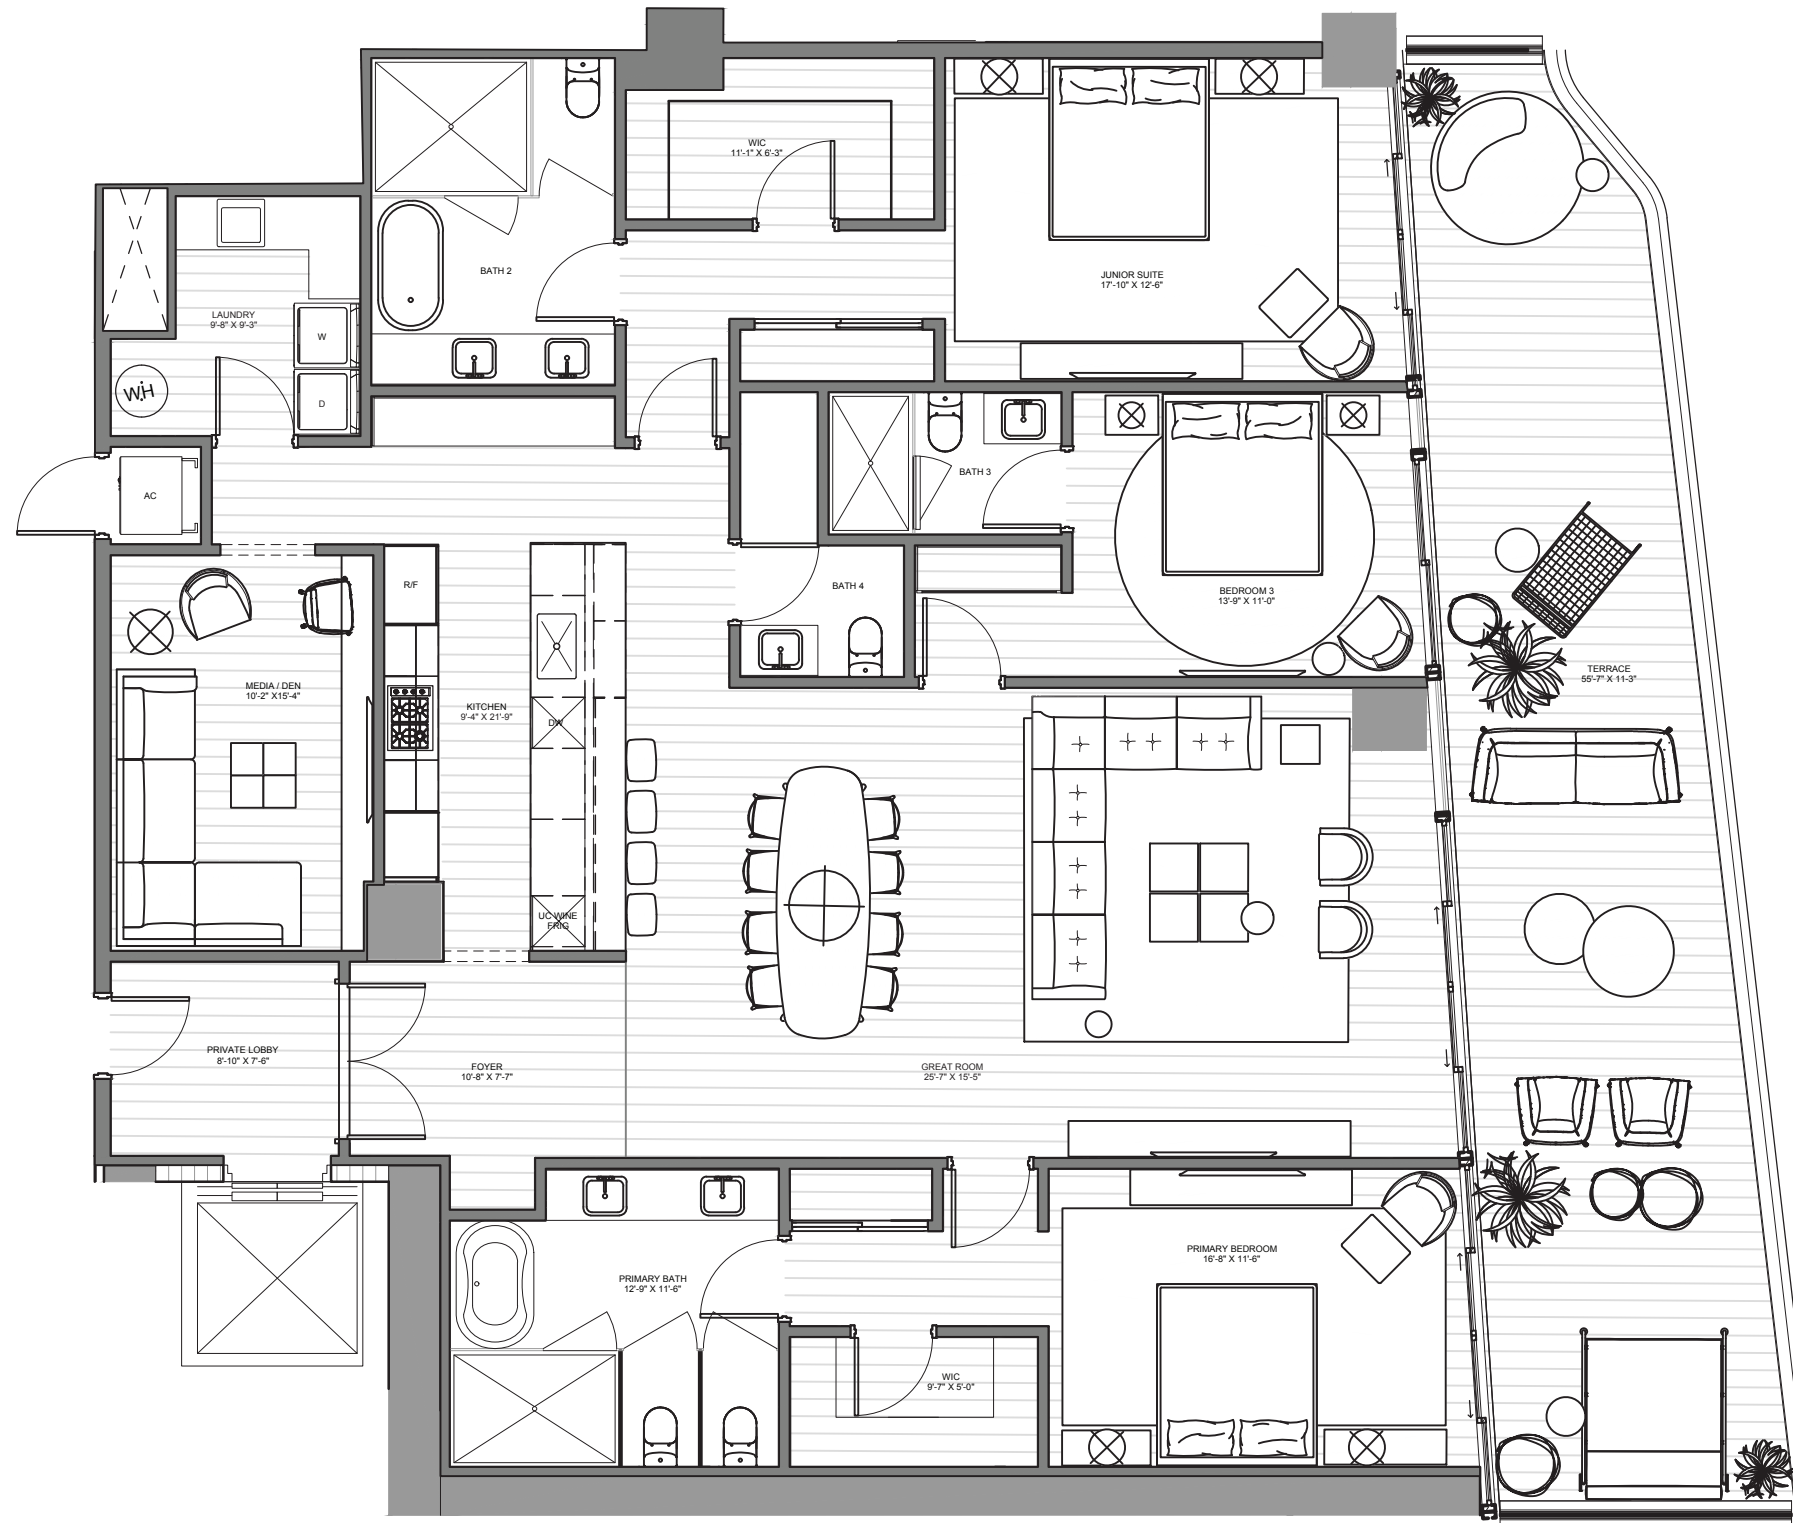 WIC
11'-1" X 6'-3"
BATH 2
JUNIOR SUITE
17'-10" X 12'-6"
LAUNDRY
9'-8" X 9'-3"
W
W.H
D
BATH 3
AC
R/F
BATH 4
BEDROOM 3
13'-9" X 11'-0"
TERRACE
55'-7" X 11'-3"
MEDIA / DEN
10'-2" X15'-4"
KITCHEN
9'-4" X 21'-9"
DW
UC WINE
FRIG
PRIVATE LOBBY
8'-10" X 7'-6"
FOYER
10'-8" X 7'-7"
GREAT ROOM
25'-7" X 15'-5"
PRIMARY BEDROOM
16'-8" X 11'-6"
PRIMARY BATH
12'-9" X 11'-6"
WIC
9'-7" X 5'-0"